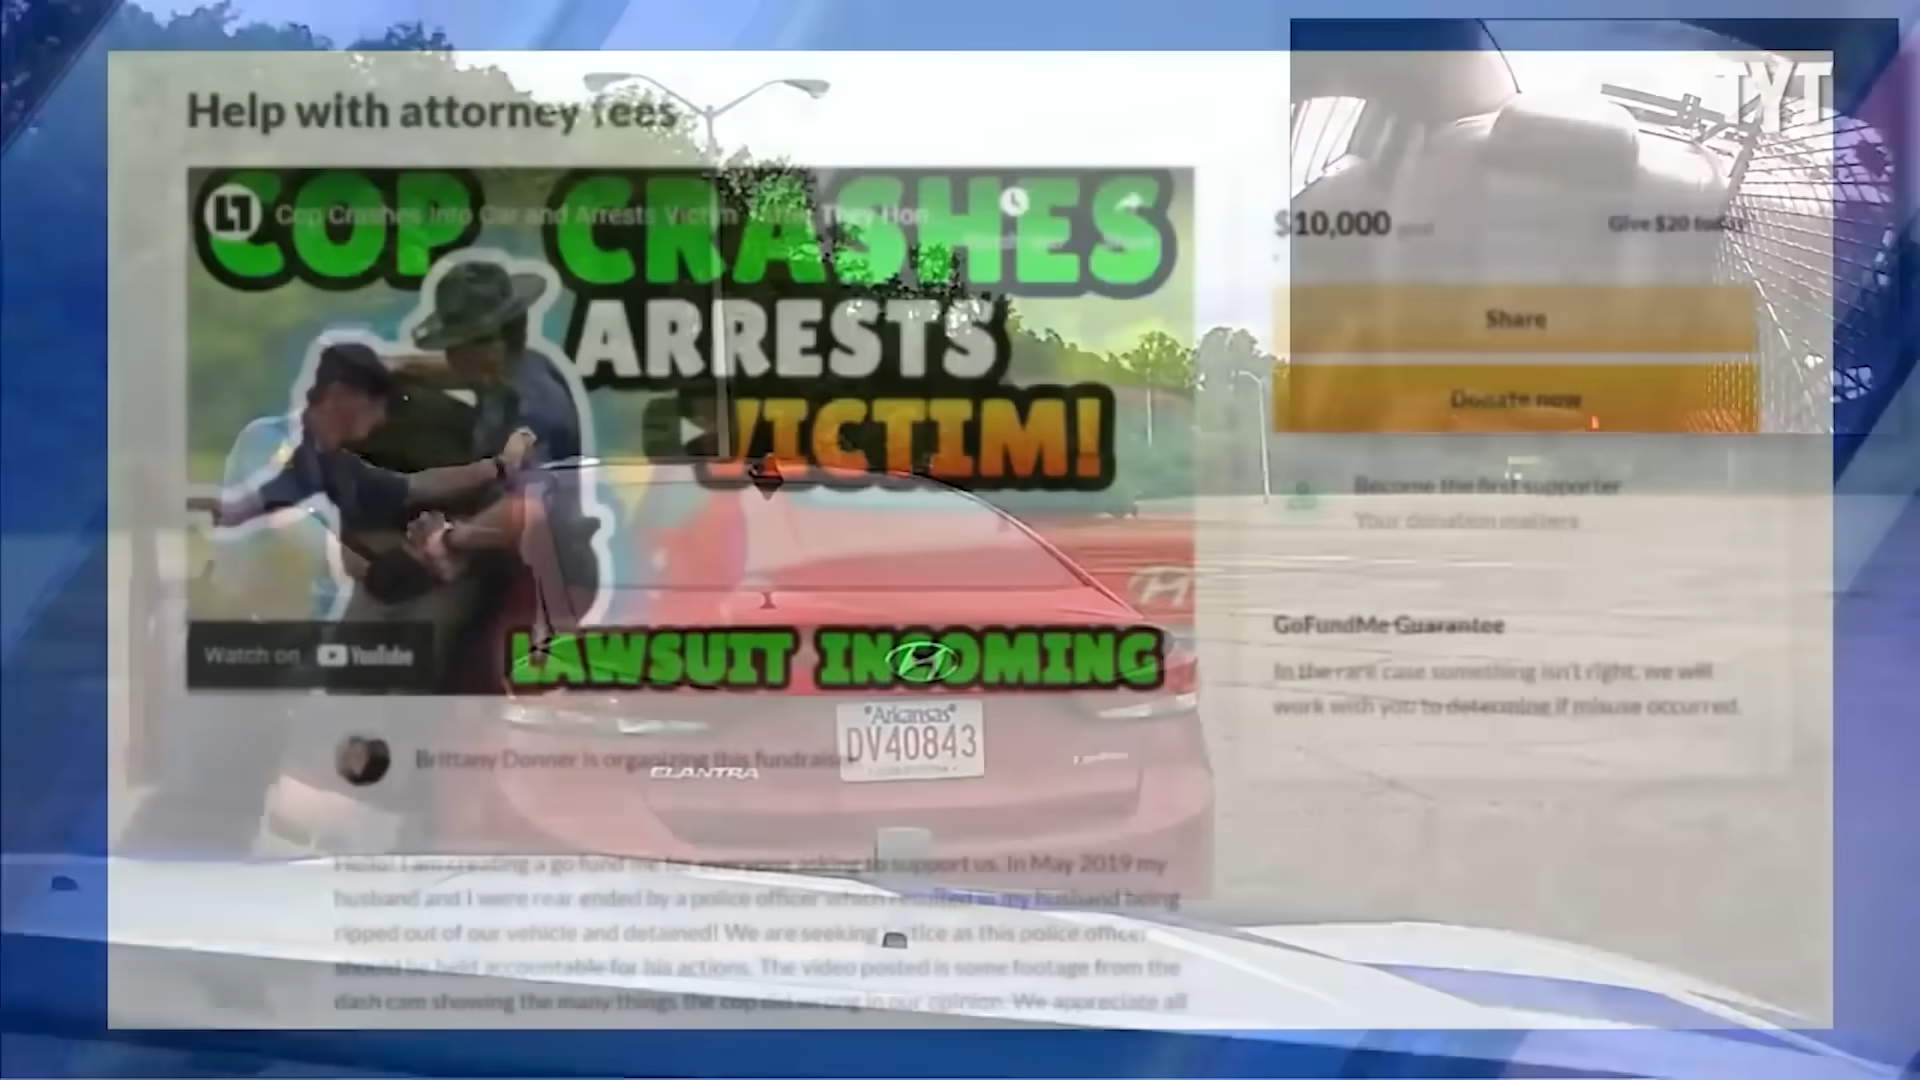 TYT
Help with attorney fees
COP CRASHES
Cop Crashes Into Car and Arrests Victim After They Hon
ARRESTS
VICTIM!
LAWSUIT INCOMING
Watch on YouTube
$10,000 goal
Give $20 today
Share
Donate now
Become the first supporter
Your donation matters
GoFundMe Guarantee
In the rare case something isn't right, we will
work with you to determine if misuse occurred.
Arkansas
DV40843
ELANTRA
Brittany Donner is organizing this fundraiser
Hello! I am creating a go fund me for everyone asking to support us. In May 2019 my
husband and I were rear ended by a police officer which resulted in my husband being
ripped out of our vehicle and detained! We are seeking justice as this police officer
should be held accountable for his actions. The video posted is some footage from the
dash cam showing the many things the cop did wrong in our opinion. We appreciate all